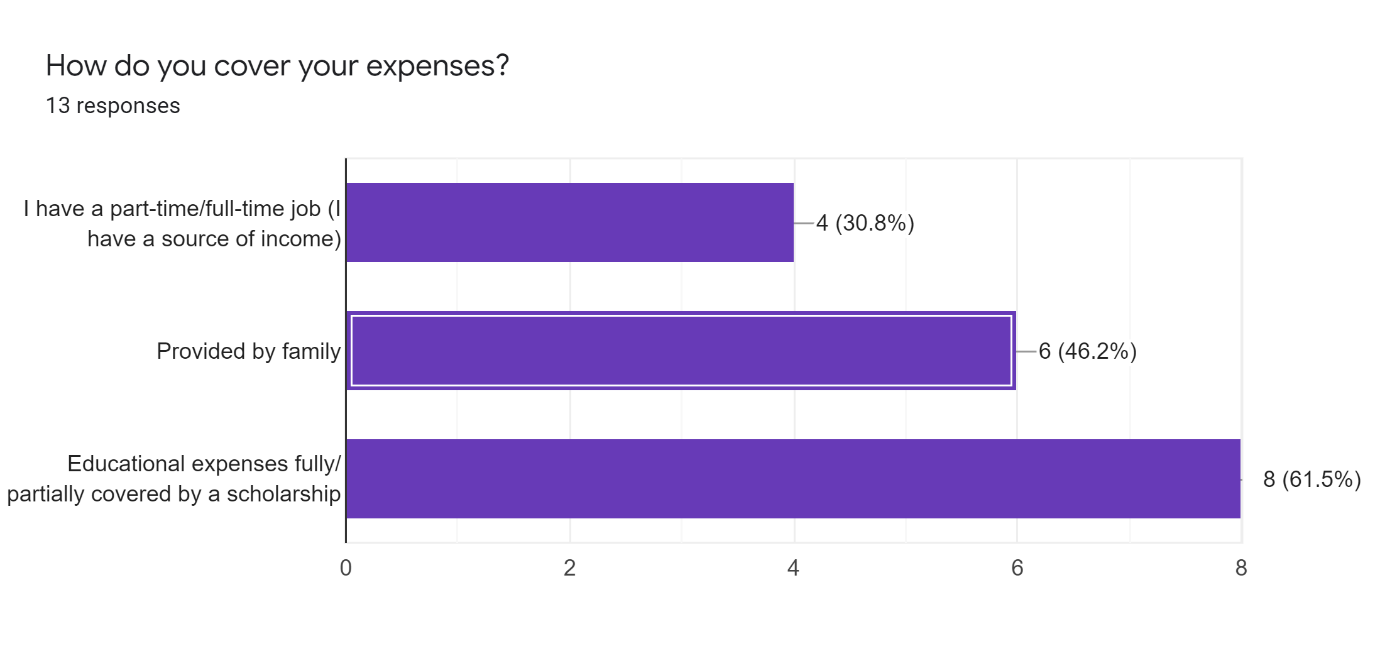 How do you cover your expenses?
13 responses
I have a part-time/full-time job (I
have a source of income)
4 (30.8%)
Provided by family
6 (46.2%)
Educational expenses fully/
partially covered by a scholarship
8 (61.5%)
0 2 4 6 8